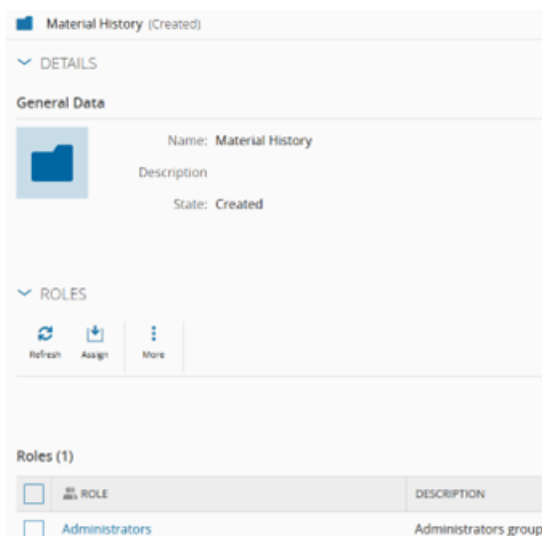 Material History (Created)
DETAILS
General Data
Name: Material History
Description
State: Created
ROLES
Refresh Assign More
Roles (1)
ROLE DESCRIPTION
Administrators Administrators group